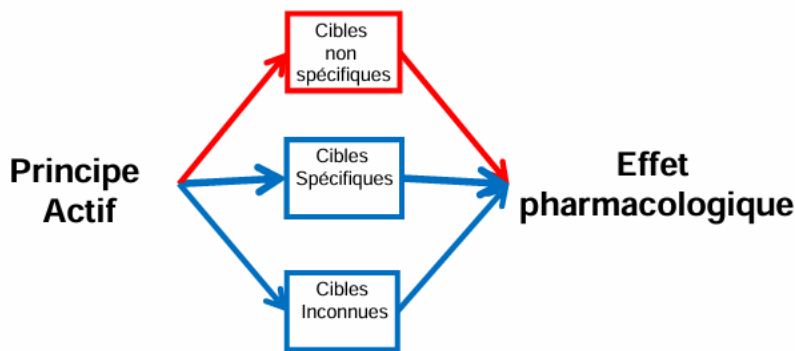 Cibles
non
spécifiques
Principe
Actif
Cibles
Spécifiques
Effet
pharmacologique
Cibles
Inconnues